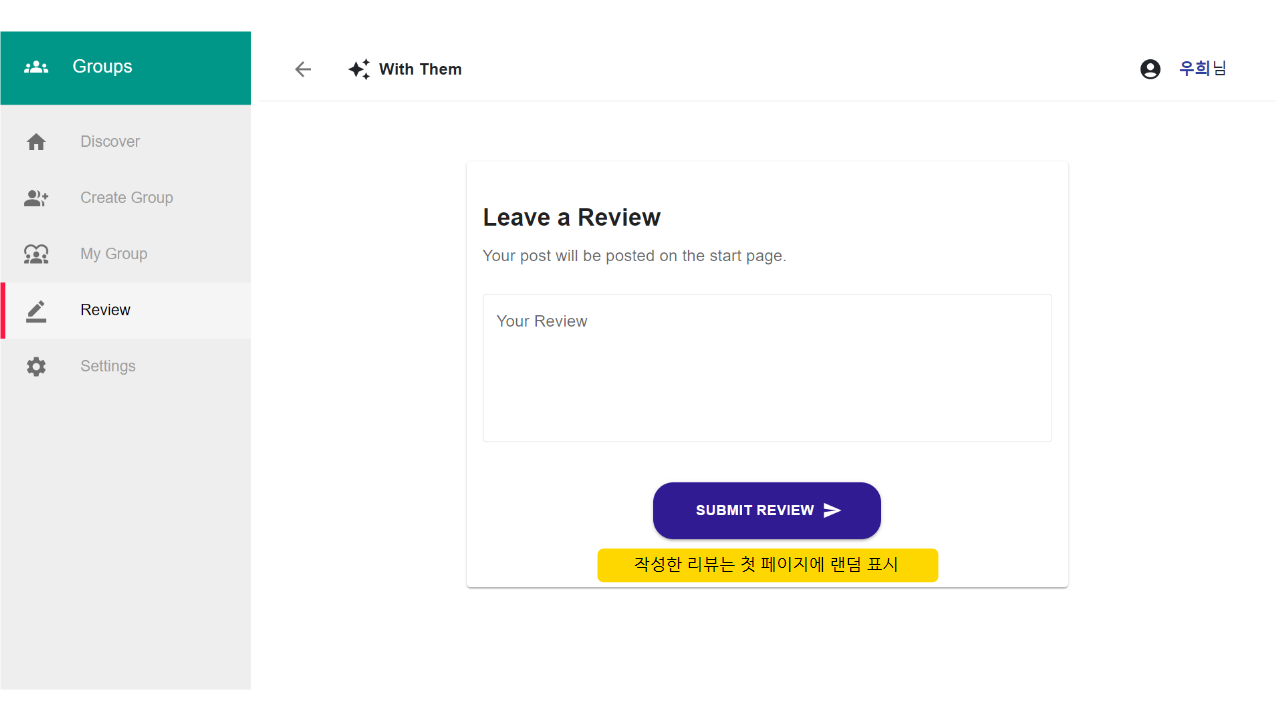 Groups
Discover
Create Group
My Group
Review
Settings
With Them
우희님
Leave a Review
Your post will be posted on the start page.
Your Review
SUBMIT REVIEW
작성한 리뷰는 첫 페이지에 랜덤 표시